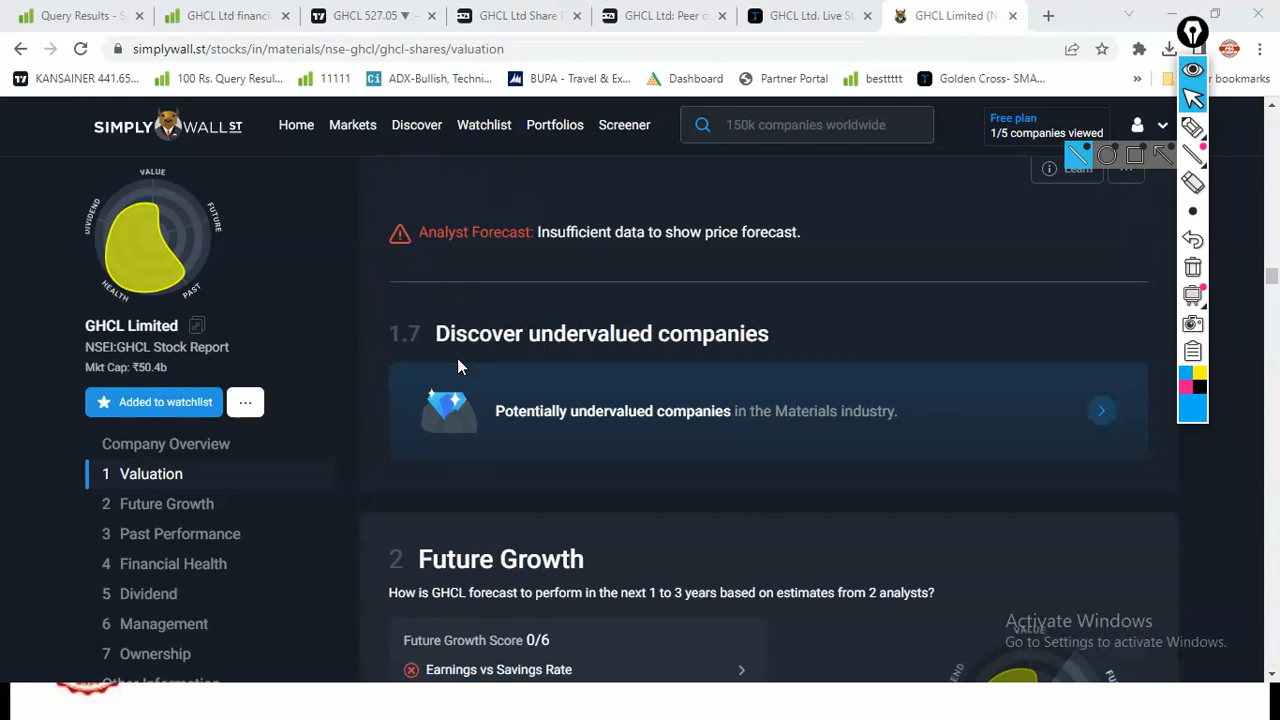 Query Results -
GHCL Ltd financi
GHCL 527.05 ▼
GHCL Ltd Share
GHCL Ltd: Peer c
GHCL Ltd. Live St
GHCL Limited (N
simplywall.st/stocks/in/materials/nse-ghcl/ghcl-shares/valuation
KANSAINER 441.65...
100 Rs. Query Resul...
11111
ADX-Bullish, Techni...
BUPA - Travel & Ex...
Dashboard
Partner Portal
besttttt
Golden Cross- SMA...
»
r bookmarks
SIMPLY WALL ST
Home
Markets
Discover
Watchlist
Portfolios
Screener
150k companies worldwide
Free plan
1/5 companies viewed
Learn
VALUE
FUTURE
PAST
HEALTH
DIVIDEND
GHCL Limited
NSEI:GHCL Stock Report
Mkt Cap: ₹50.4b
Added to watchlist
Company Overview
1 Valuation
2 Future Growth
3 Past Performance
4 Financial Health
5 Dividend
6 Management
7 Ownership
Other Information
Analyst Forecast: Insufficient data to show price forecast.
1.7 Discover undervalued companies
Potentially undervalued companies in the Materials industry.
2 Future Growth
How is GHCL forecast to perform in the next 1 to 3 years based on estimates from 2 analysts?
Future Growth Score 0/6
Earnings vs Savings Rate
VALUE
Activate Windows
Go to Settings to activate Windows.